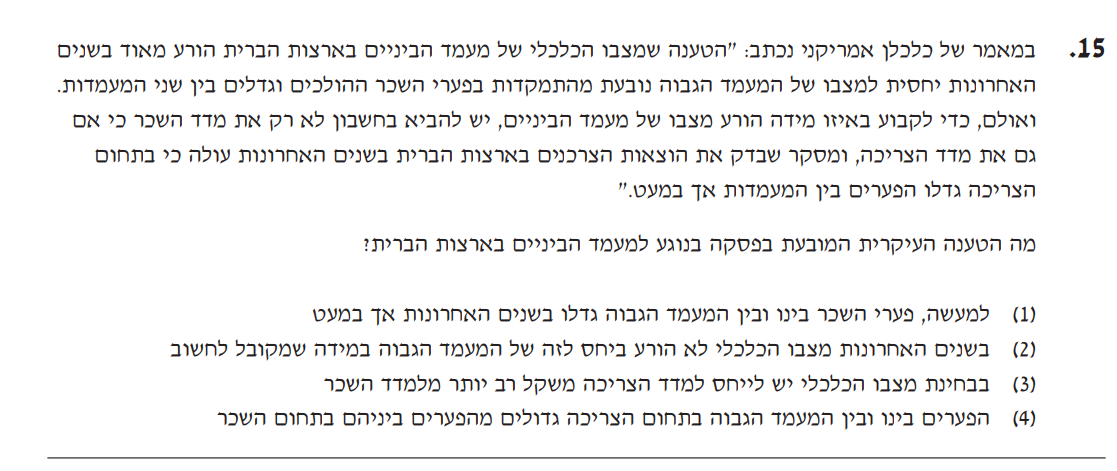 15. במאמר של כלכלן אמריקני נכתב: "הטענה שמצבו הכלכלי של מעמד הביניים בארצות הברית הורע מאוד בשנים
האחרונות יחסית למצבו של המעמד הגבוה נובעת מהתמקדות בפערי השכר ההולכים וגדלים בין שני המעמדות.
ואולם, כדי לקבוע באיזו מידה הורע מצבו של מעמד הביניים, יש להביא בחשבון לא רק את מדד השכר כי אם
גם את מדד הצריכה, ומסקר שבדק את הוצאות הצרכנים בארצות הברית בשנים האחרונות עולה כי בתחום
הצריכה גדלו הפערים בין המעמדות אך במעט."
מה הטענה העיקרית המובעת בפסקה בנוגע למעמד הביניים בארצות הברית?
(1) למעשה, פערי השכר בינו ובין המעמד הגבוה גדלו בשנים האחרונות אך במעט
(2) בשנים האחרונות מצבו הכלכלי לא הורע ביחס לזה של המעמד הגבוה במידה שמקובל לחשוב
(3) בבחינת מצבו הכלכלי יש לייחס למדד הצריכה משקל רב יותר מלמדד השכר
(4) הפערים בינו ובין המעמד הגבוה בתחום הצריכה גדולים מהפערים ביניהם בתחום השכר